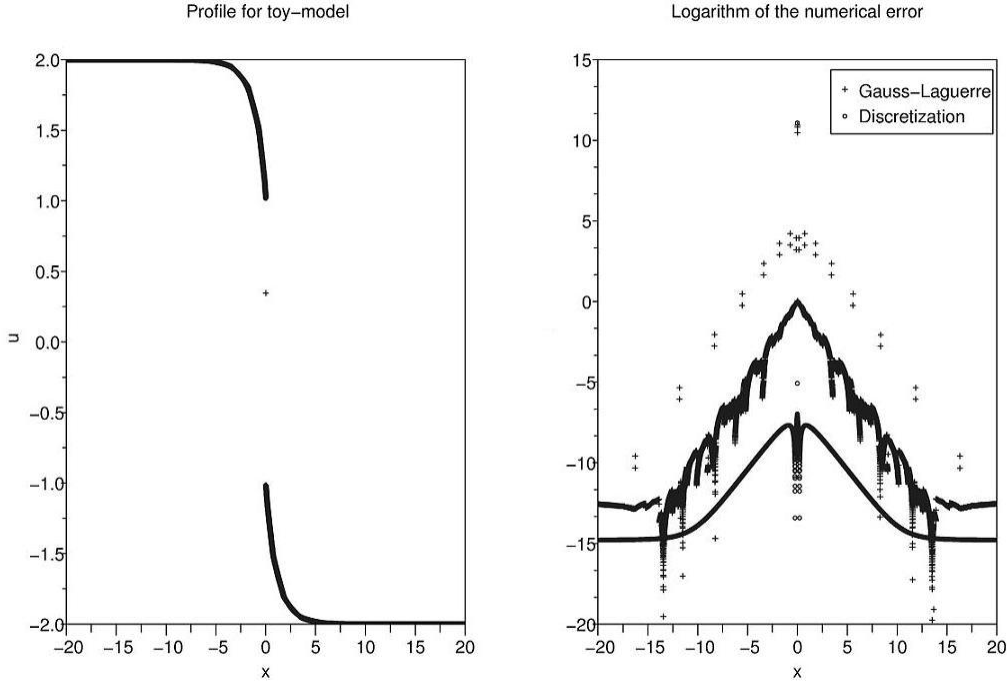 Profile for toy−model
2.0
1.5
1.0
0.5
0.0
−0.5
−1.0
−1.5
−2.0
u
−20 −15 −10 −5 0 5 10 15 20
x
Logarithm of the numerical error
15
10
5
0
−5
−10
−15
−20
Gauss−Laguerre
Discretization
−20 −15 −10 −5 0 5 10 15 20
x